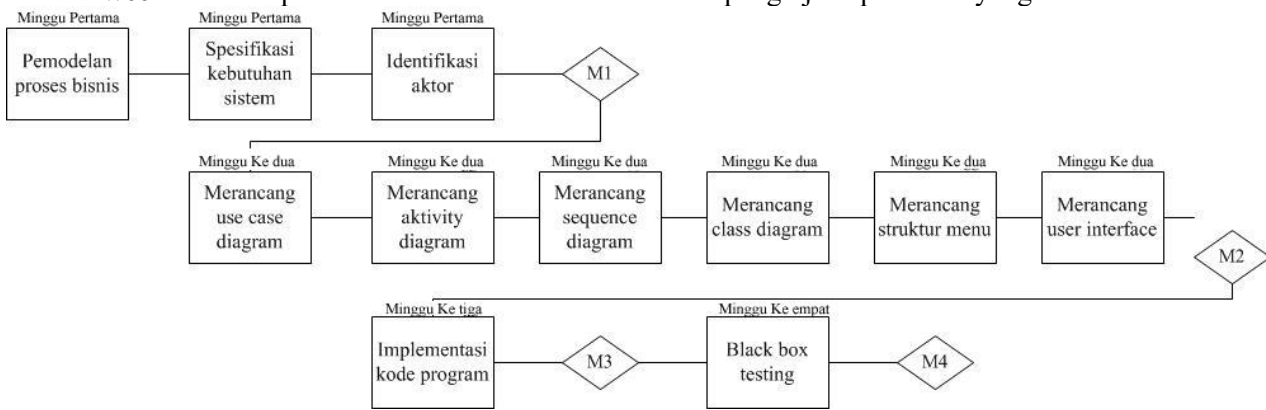 Minggu Pertama
Minggu Pertama
Minggu Pertama
Pemodelan
proses bisnis
Spesifikasi
kebutuhan
sistem
Identifikasi
aktor
M1
Minggu Ke dua
Minggu Ke dua
Minggu Ke dua
Minggu Ke dua
Minggu Ke dua
Minggu Ke dua
Merancang
use case
diagram
Merancang
aktivity
diagram
Merancang
sequence
diagram
Merancang
class diagram
Merancang
struktur menu
Merancang
user interface
M2
Minggu Ke tiga
Minggu Ke empat
Implementasi
kode program
M3
Black box
testing
M4